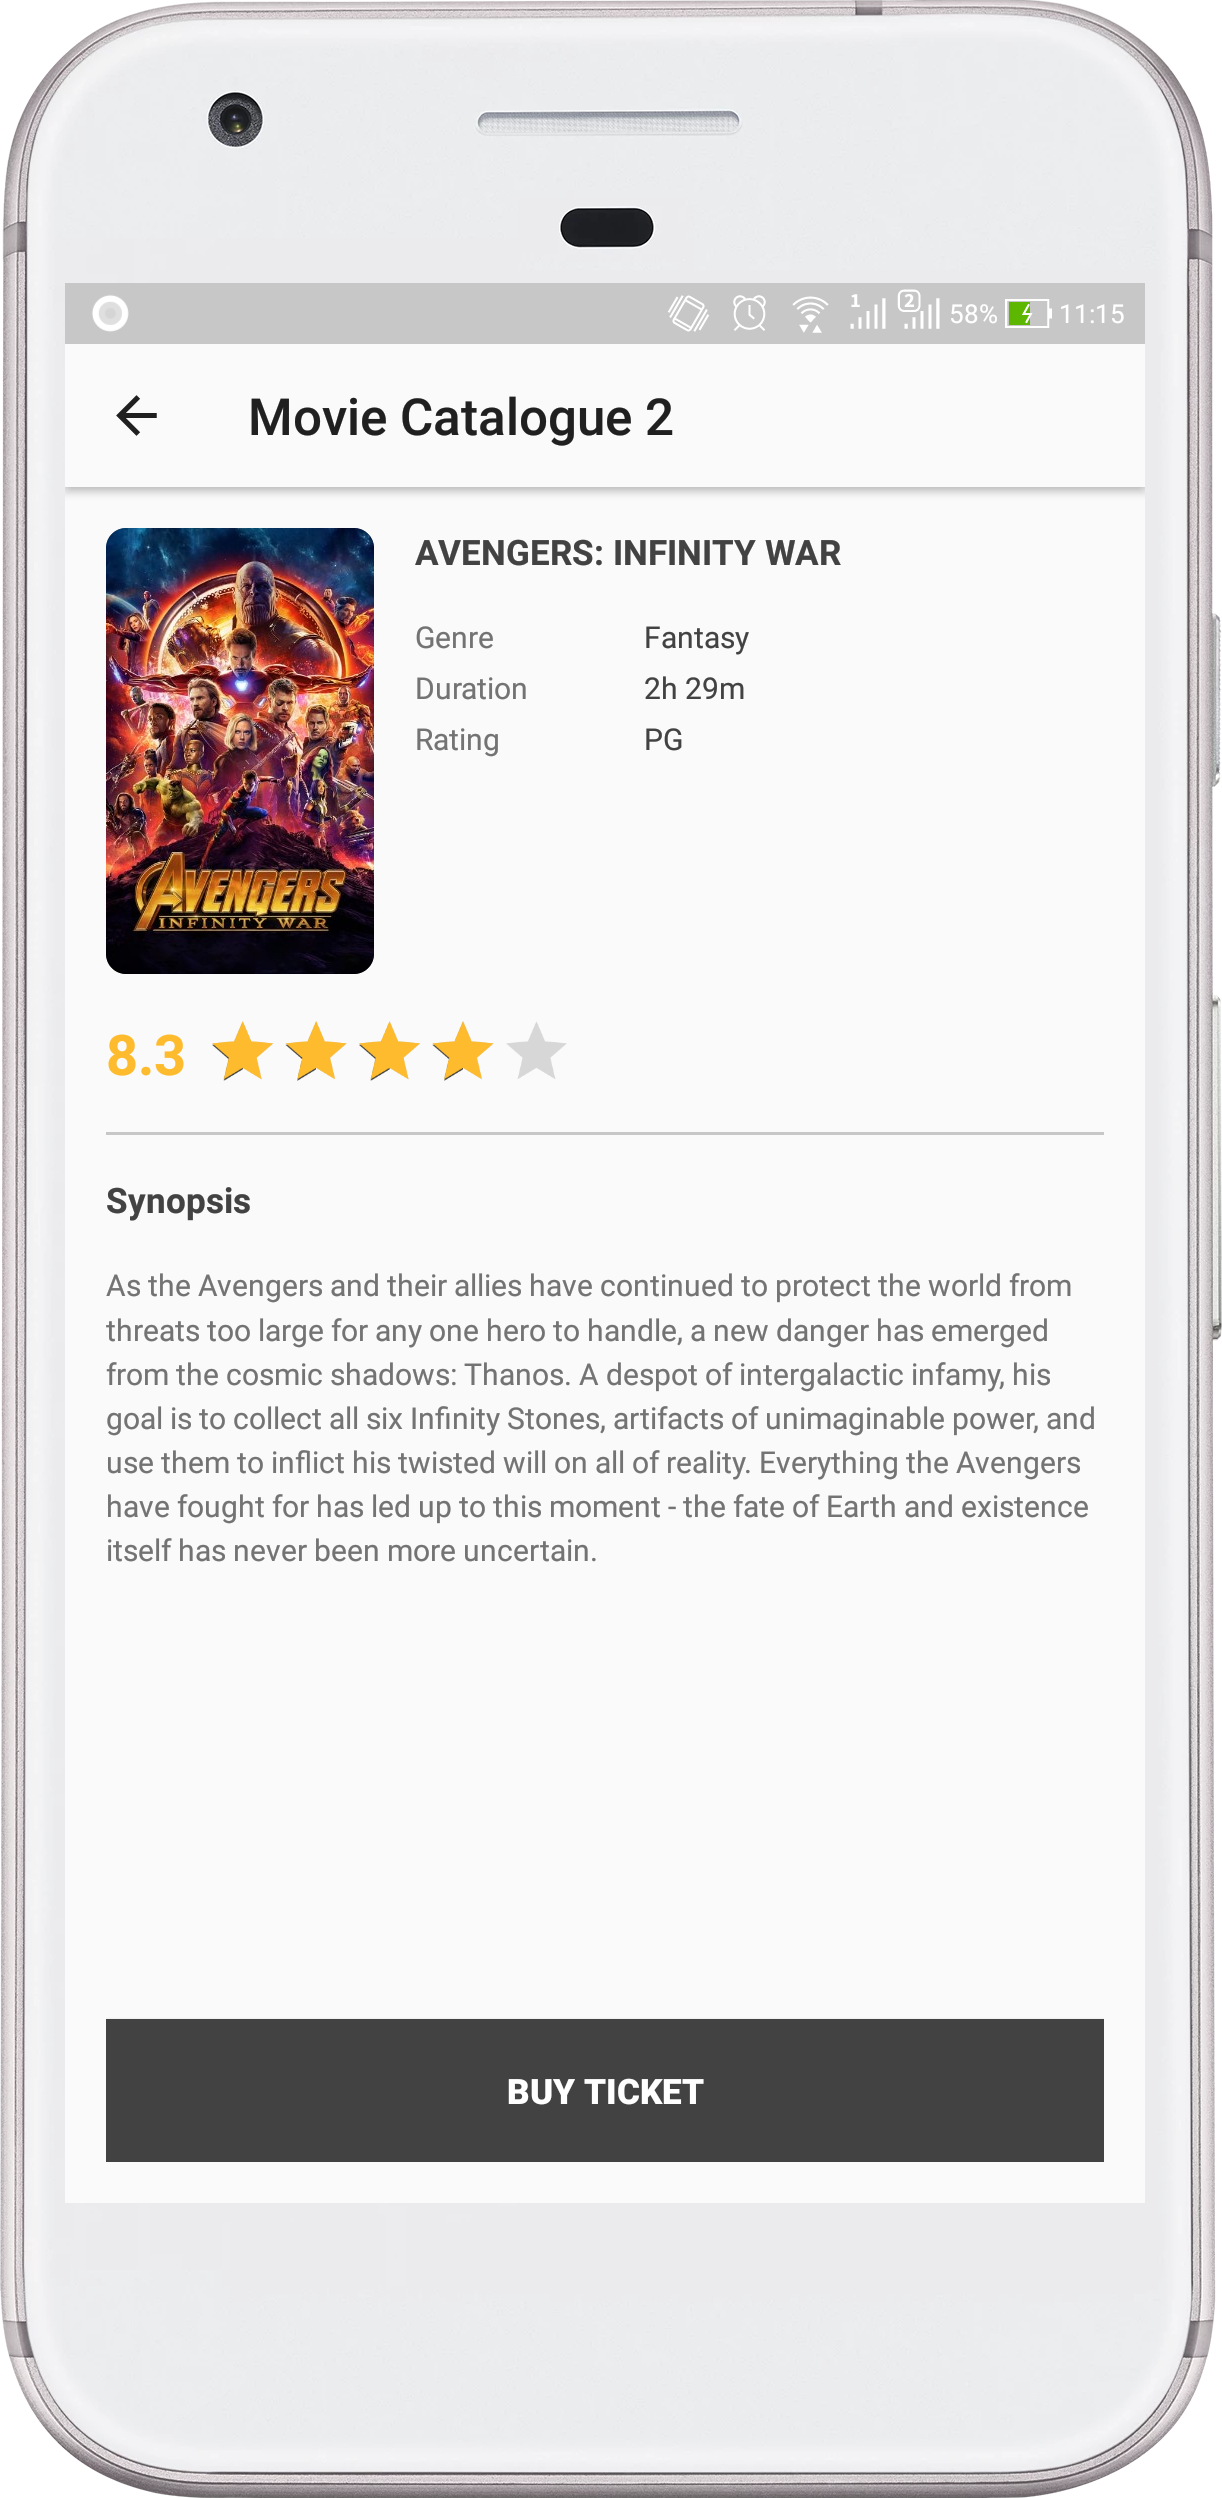 1 2 58% 11:15
Movie Catalogue 2
AVENGERS: INFINITY WAR
Genre Fantasy
Duration 2h 29m
Rating PG
AVENGERS
INFINITY WAR
8.3
Synopsis
As the Avengers and their allies have continued to protect the world from
threats too large for any one hero to handle, a new danger has emerged
from the cosmic shadows: Thanos. A despot of intergalactic infamy, his
goal is to collect all six Infinity Stones, artifacts of unimaginable power, and
use them to inflict his twisted will on all of reality. Everything the Avengers
have fought for has led up to this moment - the fate of Earth and existence
itself has never been more uncertain.
BUY TICKET